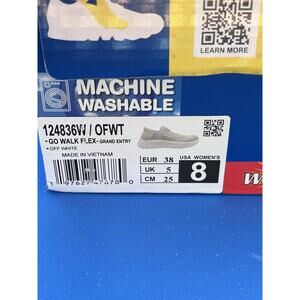 LEARN MORE
MACHINE
WASHABLE
124836W / OFWT
• GO WALK FLEX - GRAND ENTRY
• OFF WHITE
MADE IN VIETNAM
EUR 38
UK 5
CM 25
USA WOMEN'S
8